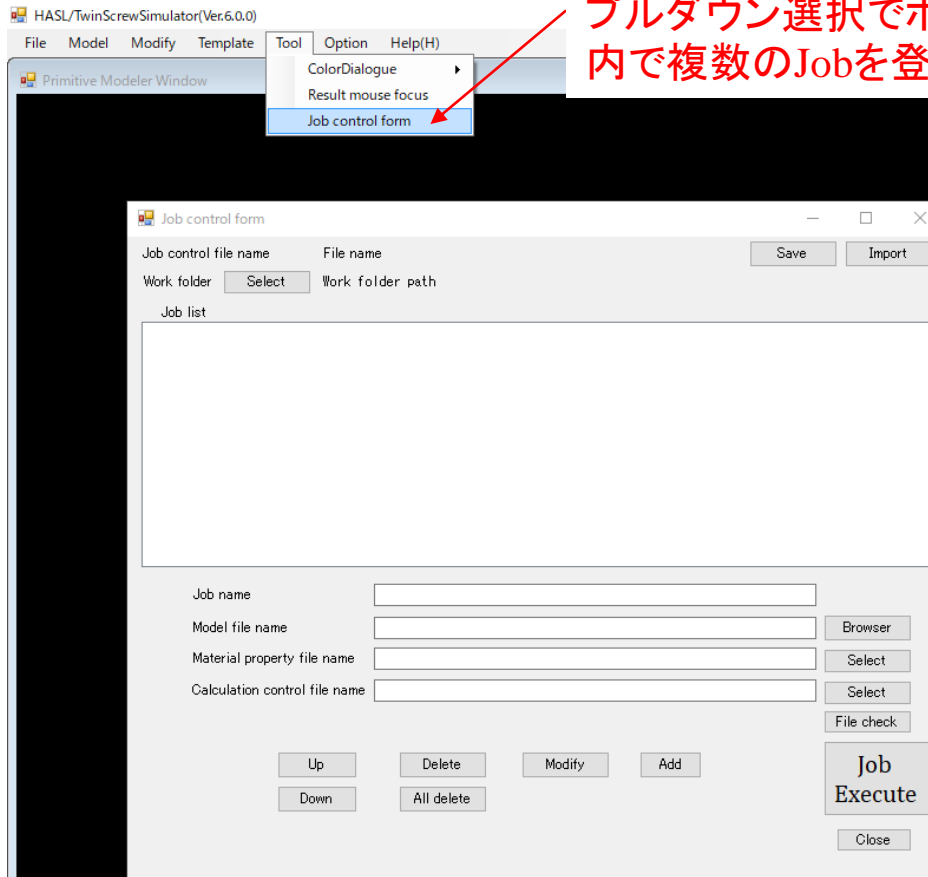 HASL/TwinScrewSimulator(Ver.6.0.0)
プルダウン選択でホ
内で複数のJobを登
File Model Modify Template Tool Option Help(H)
Primitive Modeler Window
ColorDialogue
Result mouse focus
Job control form
Job control form
Job control file name File name Save Import
Work folder Select Work folder path
Job list
Job name
Model file name Browser
Material property file name Select
Calculation control file name Select
File check
Up Delete Modify Add
Job
Execute
Down All delete
Close